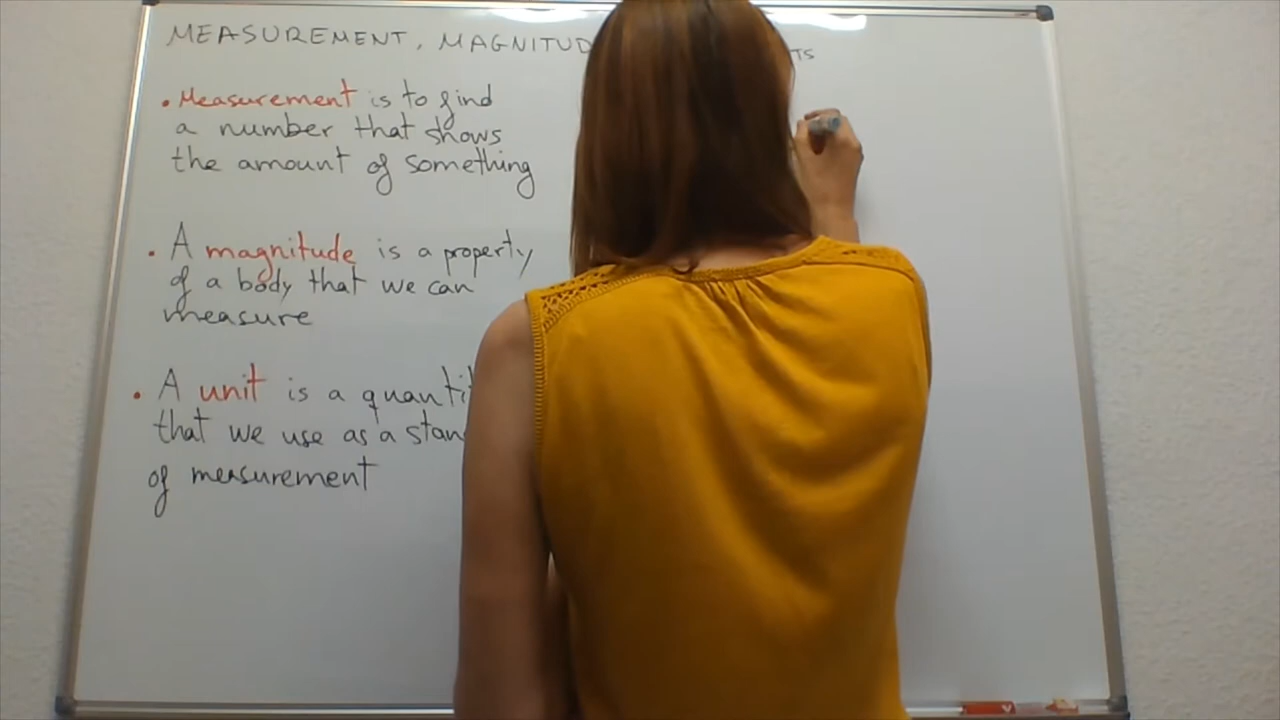 MEASUREMENT, MAGNITUD
TS
• Measurement is to find
a number that shows
the amount of something
• A magnitude is a property
of a body that we can
measure
• A unit is a quanti
that we use as a stan
of measurement